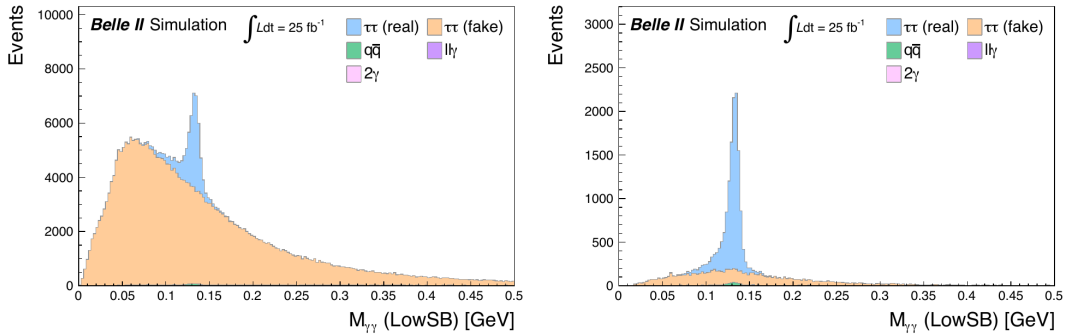 Events
10000
8000
6000
4000
2000
0
Belle II Simulation
∫Ldt = 25 fb⁻¹
ττ (real)
ττ (fake)
qq̅
llγ
2γ
0 0.05 0.1 0.15 0.2 0.25 0.3 0.35 0.4 0.45 0.5
Mγγ (LowSB) [GeV]
Events
3000
2500
2000
1500
1000
500
0
Belle II Simulation
∫Ldt = 25 fb⁻¹
ττ (real)
ττ (fake)
qq̅
llγ
2γ
0 0.05 0.1 0.15 0.2 0.25 0.3 0.35 0.4 0.45 0.5
Mγγ (LowSB) [GeV]